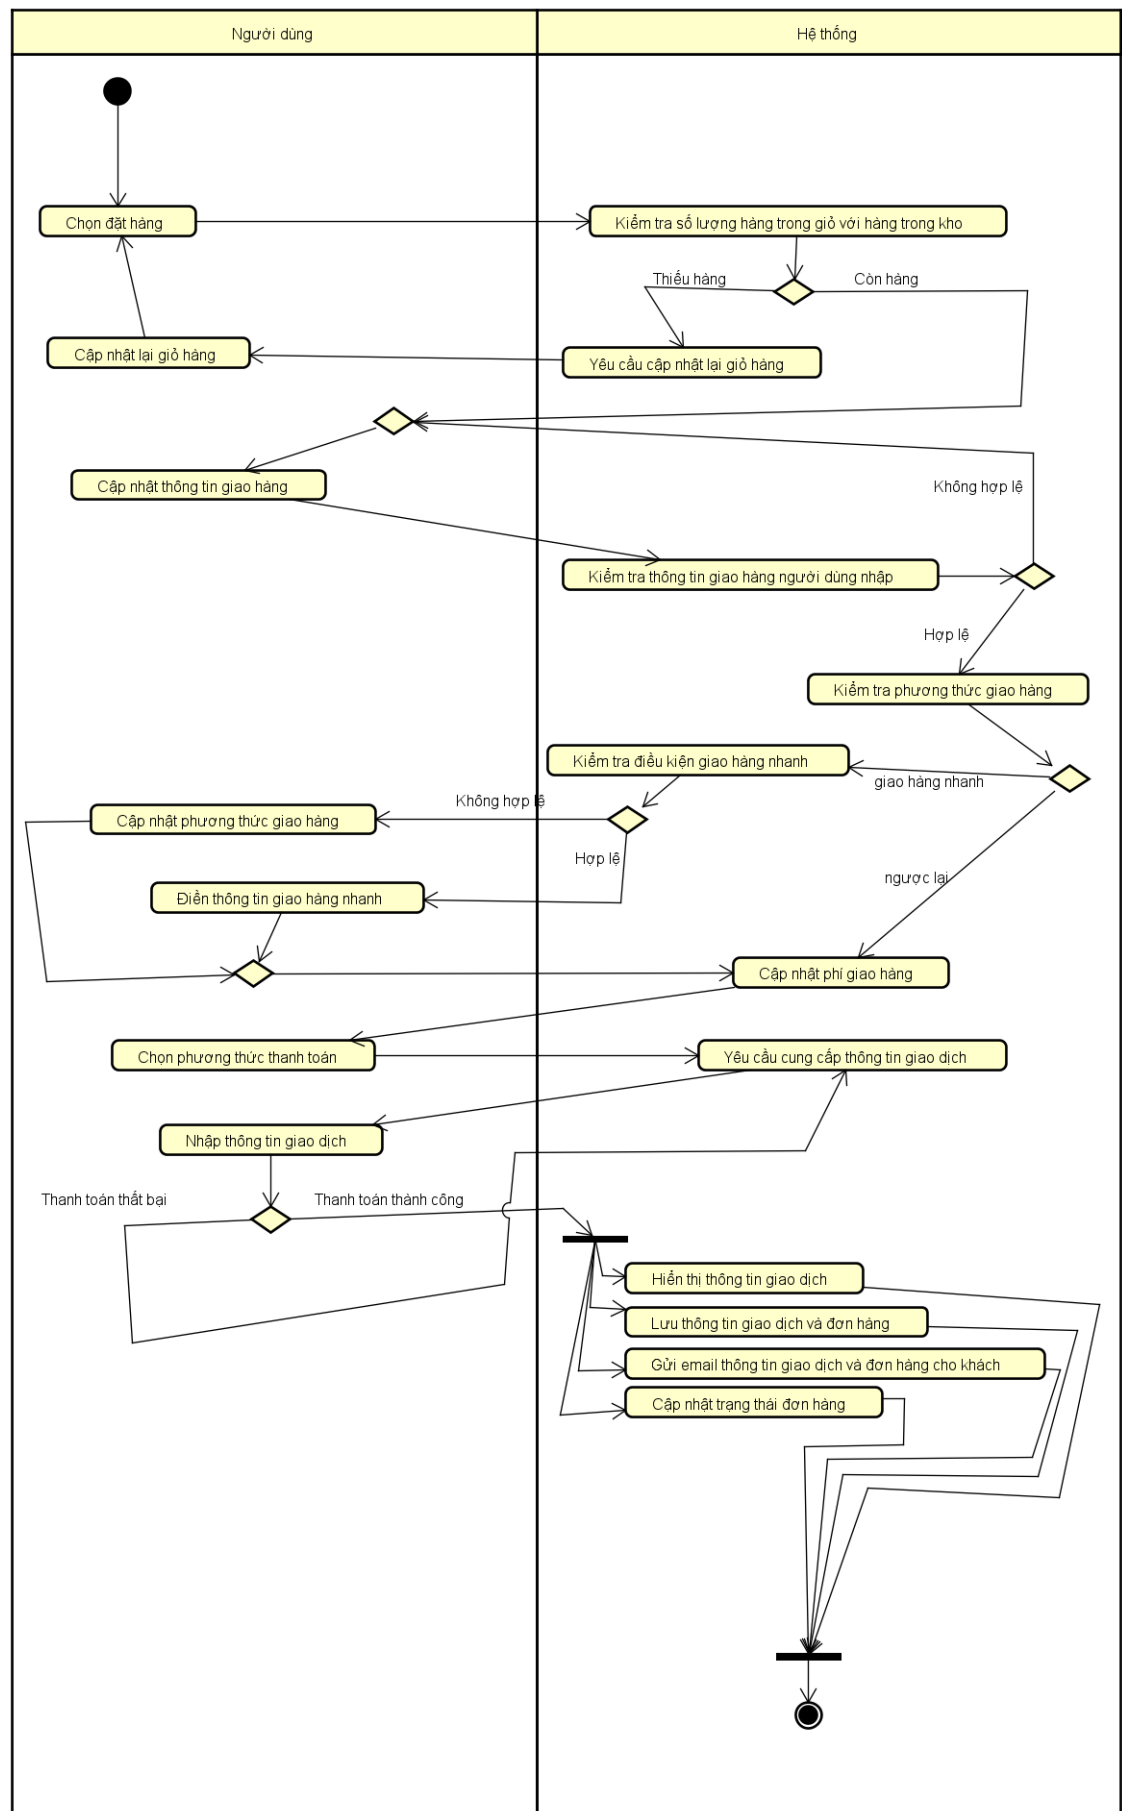 Người dùng
Hệ thống
Chọn đặt hàng
Kiểm tra số lượng hàng trong giỏ với hàng trong kho
Thiếu hàng
Còn hàng
Cập nhật lại giỏ hàng
Yêu cầu cập nhật lại giỏ hàng
Cập nhật thông tin giao hàng
Không hợp lệ
Kiểm tra thông tin giao hàng người dùng nhập
Hợp lệ
Kiểm tra phương thức giao hàng
Kiểm tra điều kiện giao hàng nhanh
giao hàng nhanh
Không hợp lệ
Cập nhật phương thức giao hàng
Hợp lệ
ngược lại
Điền thông tin giao hàng nhanh
Cập nhật phí giao hàng
Chọn phương thức thanh toán
Yêu cầu cung cấp thông tin giao dịch
Nhập thông tin giao dịch
Thanh toán thất bại
Thanh toán thành công
Hiển thị thông tin giao dịch
Lưu thông tin giao dịch và đơn hàng
Gửi email thông tin giao dịch và đơn hàng cho khách
Cập nhật trạng thái đơn hàng